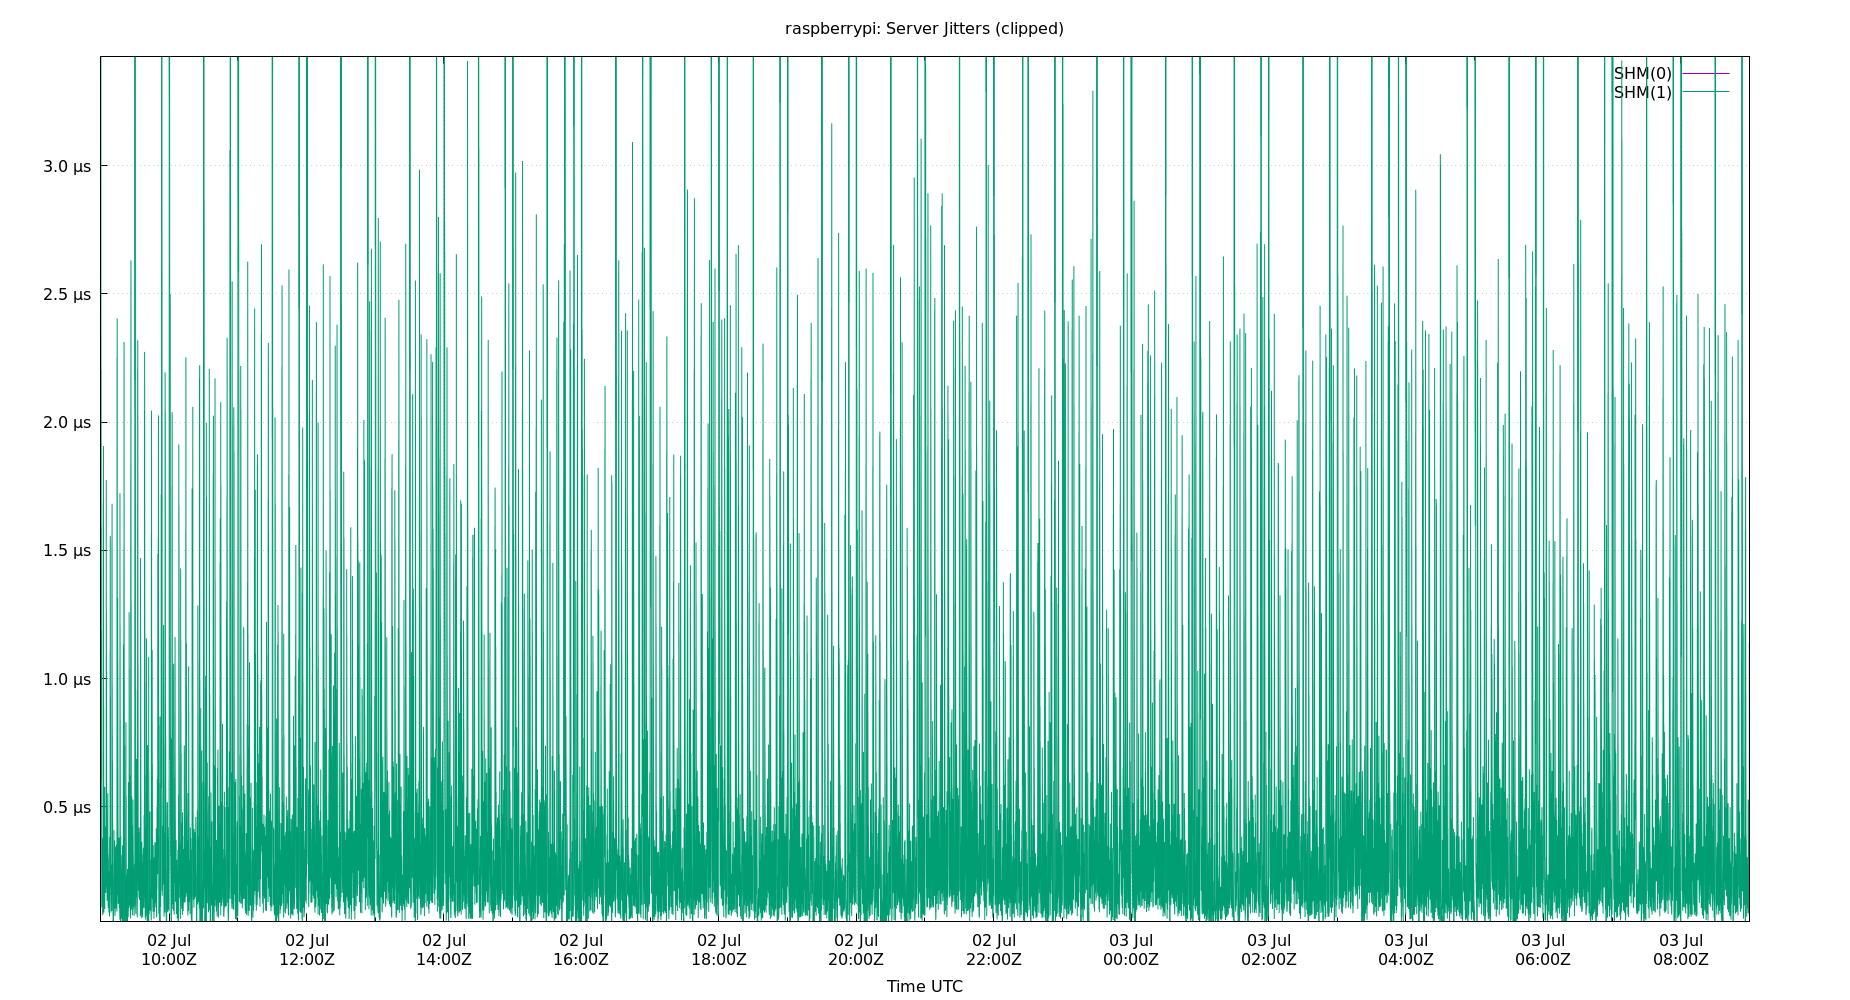 raspberrypi: Server Jitters (clipped)
SHM(0)
SHM(1)
3.0 µs
2.5 µs
2.0 µs
1.5 µs
1.0 µs
0.5 µs
02 Jul 02 Jul 02 Jul 02 Jul 02 Jul 02 Jul 02 Jul 03 Jul 03 Jul 03 Jul 03 Jul 03 Jul
10:00Z 12:00Z 14:00Z 16:00Z 18:00Z 20:00Z 22:00Z 00:00Z 02:00Z 04:00Z 06:00Z 08:00Z
Time UTC